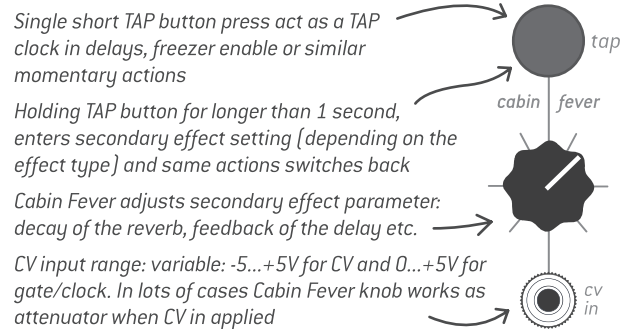 Single short TAP button press act as a TAP
clock in delays, freezer enable or similar
momentary actions
tap
Holding TAP button for longer than 1 second,
enters secondary effect setting (depending on the
effect type) and same actions switches back
cabin fever
Cabin Fever adjusts secondary effect parameter:
decay of the reverb, feedback of the delay etc.
CV input range: variable: -5...+5V for CV and 0...+5V for
gate/clock. In lots of cases Cabin Fever knob works as
attenuator when CV in applied
cv
in